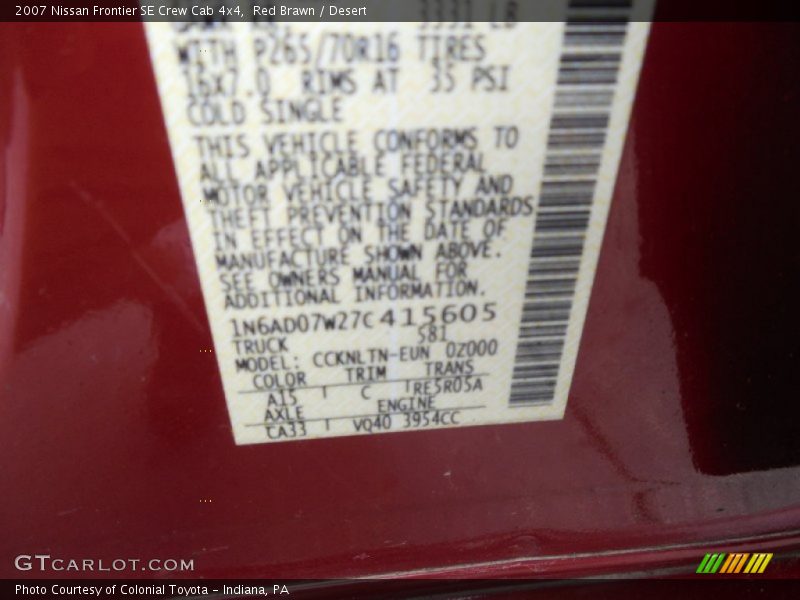 2007 Nissan Frontier SE Crew Cab 4x4, Red Brawn / Desert
3331 LB
WITH P265/70R16 TIRES
16x7.0 RIMS AT 35 PSI
COLD SINGLE
THIS VEHICLE CONFORMS TO
ALL APPLICABLE FEDERAL
MOTOR VEHICLE SAFETY AND
THEFT PREVENTION STANDARDS
IN EFFECT ON THE DATE OF
MANUFACTURE SHOWN ABOVE.
SEE OWNERS MANUAL FOR
ADDITIONAL INFORMATION.
1N6AD07W27C415605
TRUCK S81
MODEL: CCKNLTN-EUN 0Z000
COLOR TRIM TRANS
A15 C RE5R05A
AXLE ENGINE
CA33 VQ40 3954CC
GTCARLOT.COM
Photo Courtesy of Colonial Toyota - Indiana, PA